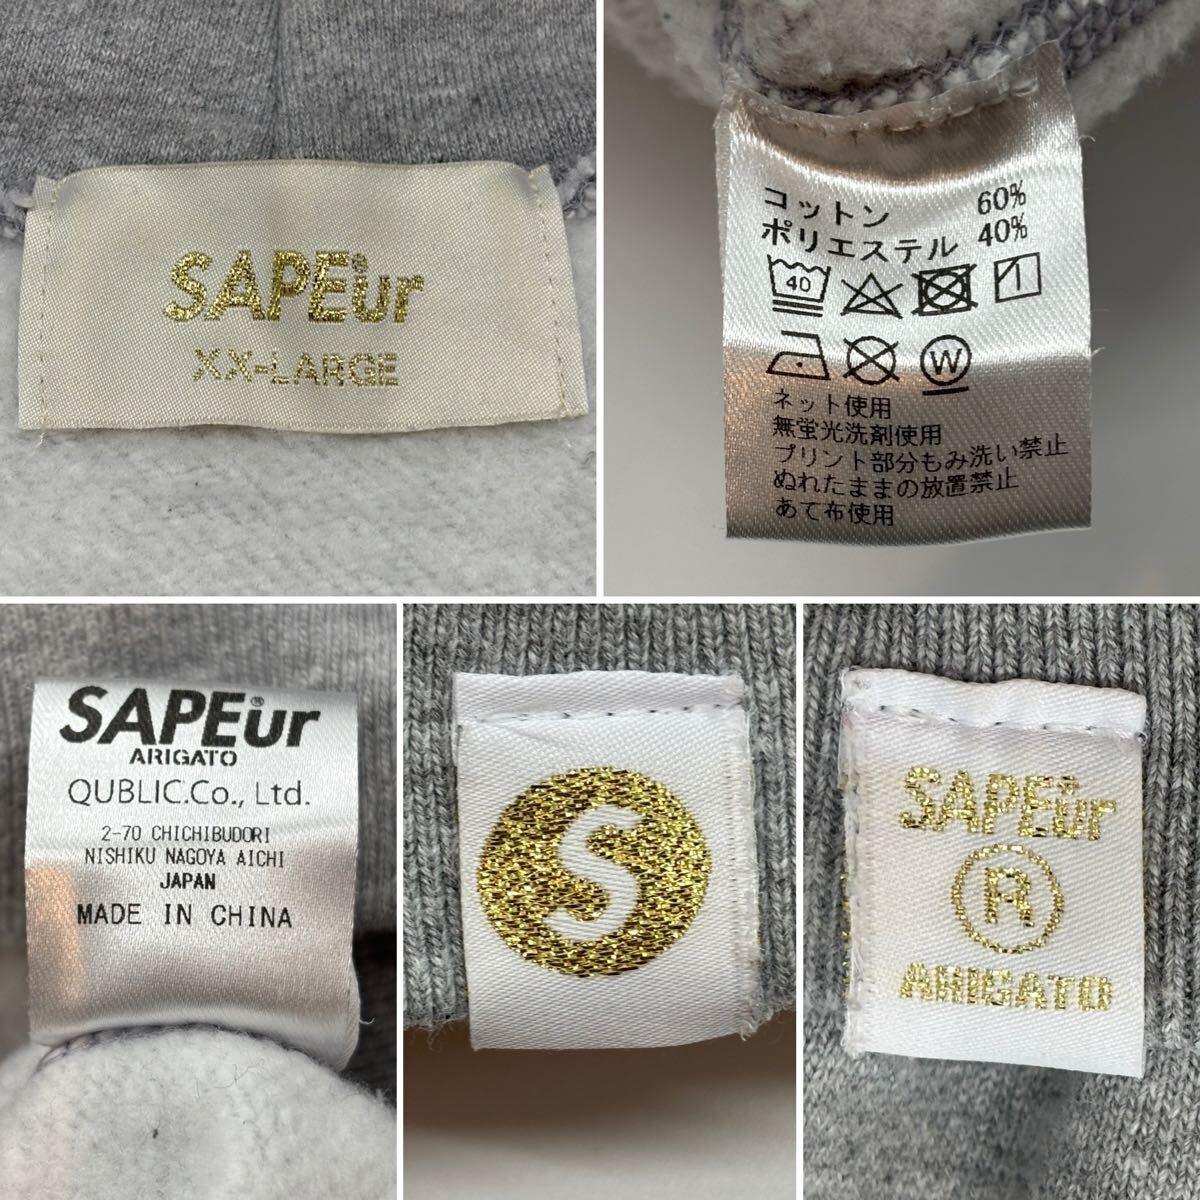 SAPEur
XX-LARGE
コットン 60%
ポリエステル 40%
40
W
ネット使用
無蛍光洗剤使用
プリント部分もみ洗い禁止
ぬれたままの放置禁止
あて布使用
SAPEur®
ARIGATO
QUBLIC.Co., Ltd.
2-70 CHICHIBUDORI
NISHIKU NAGOYA AICHI
JAPAN
MADE IN CHINA
S
SAPEur
R
ARIGATO